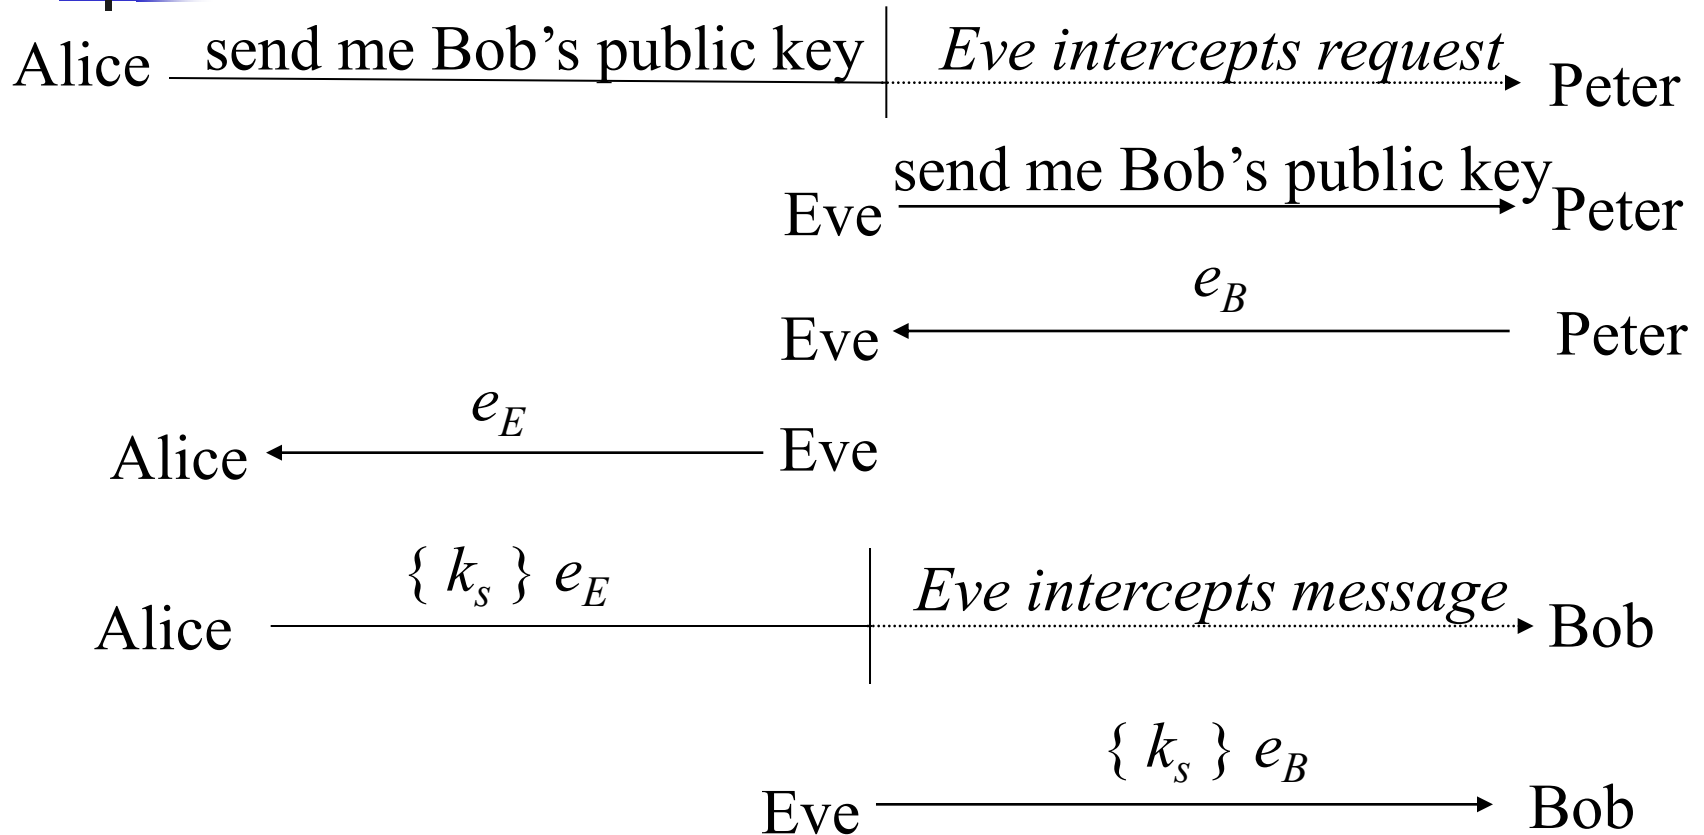 Alice send me Bob’s public key Eve intercepts request Peter
Eve send me Bob’s public key Peter
Eve e_B Peter
Alice e_E Eve
Alice { k_s } e_E Eve intercepts message Bob
Eve { k_s } e_B Bob